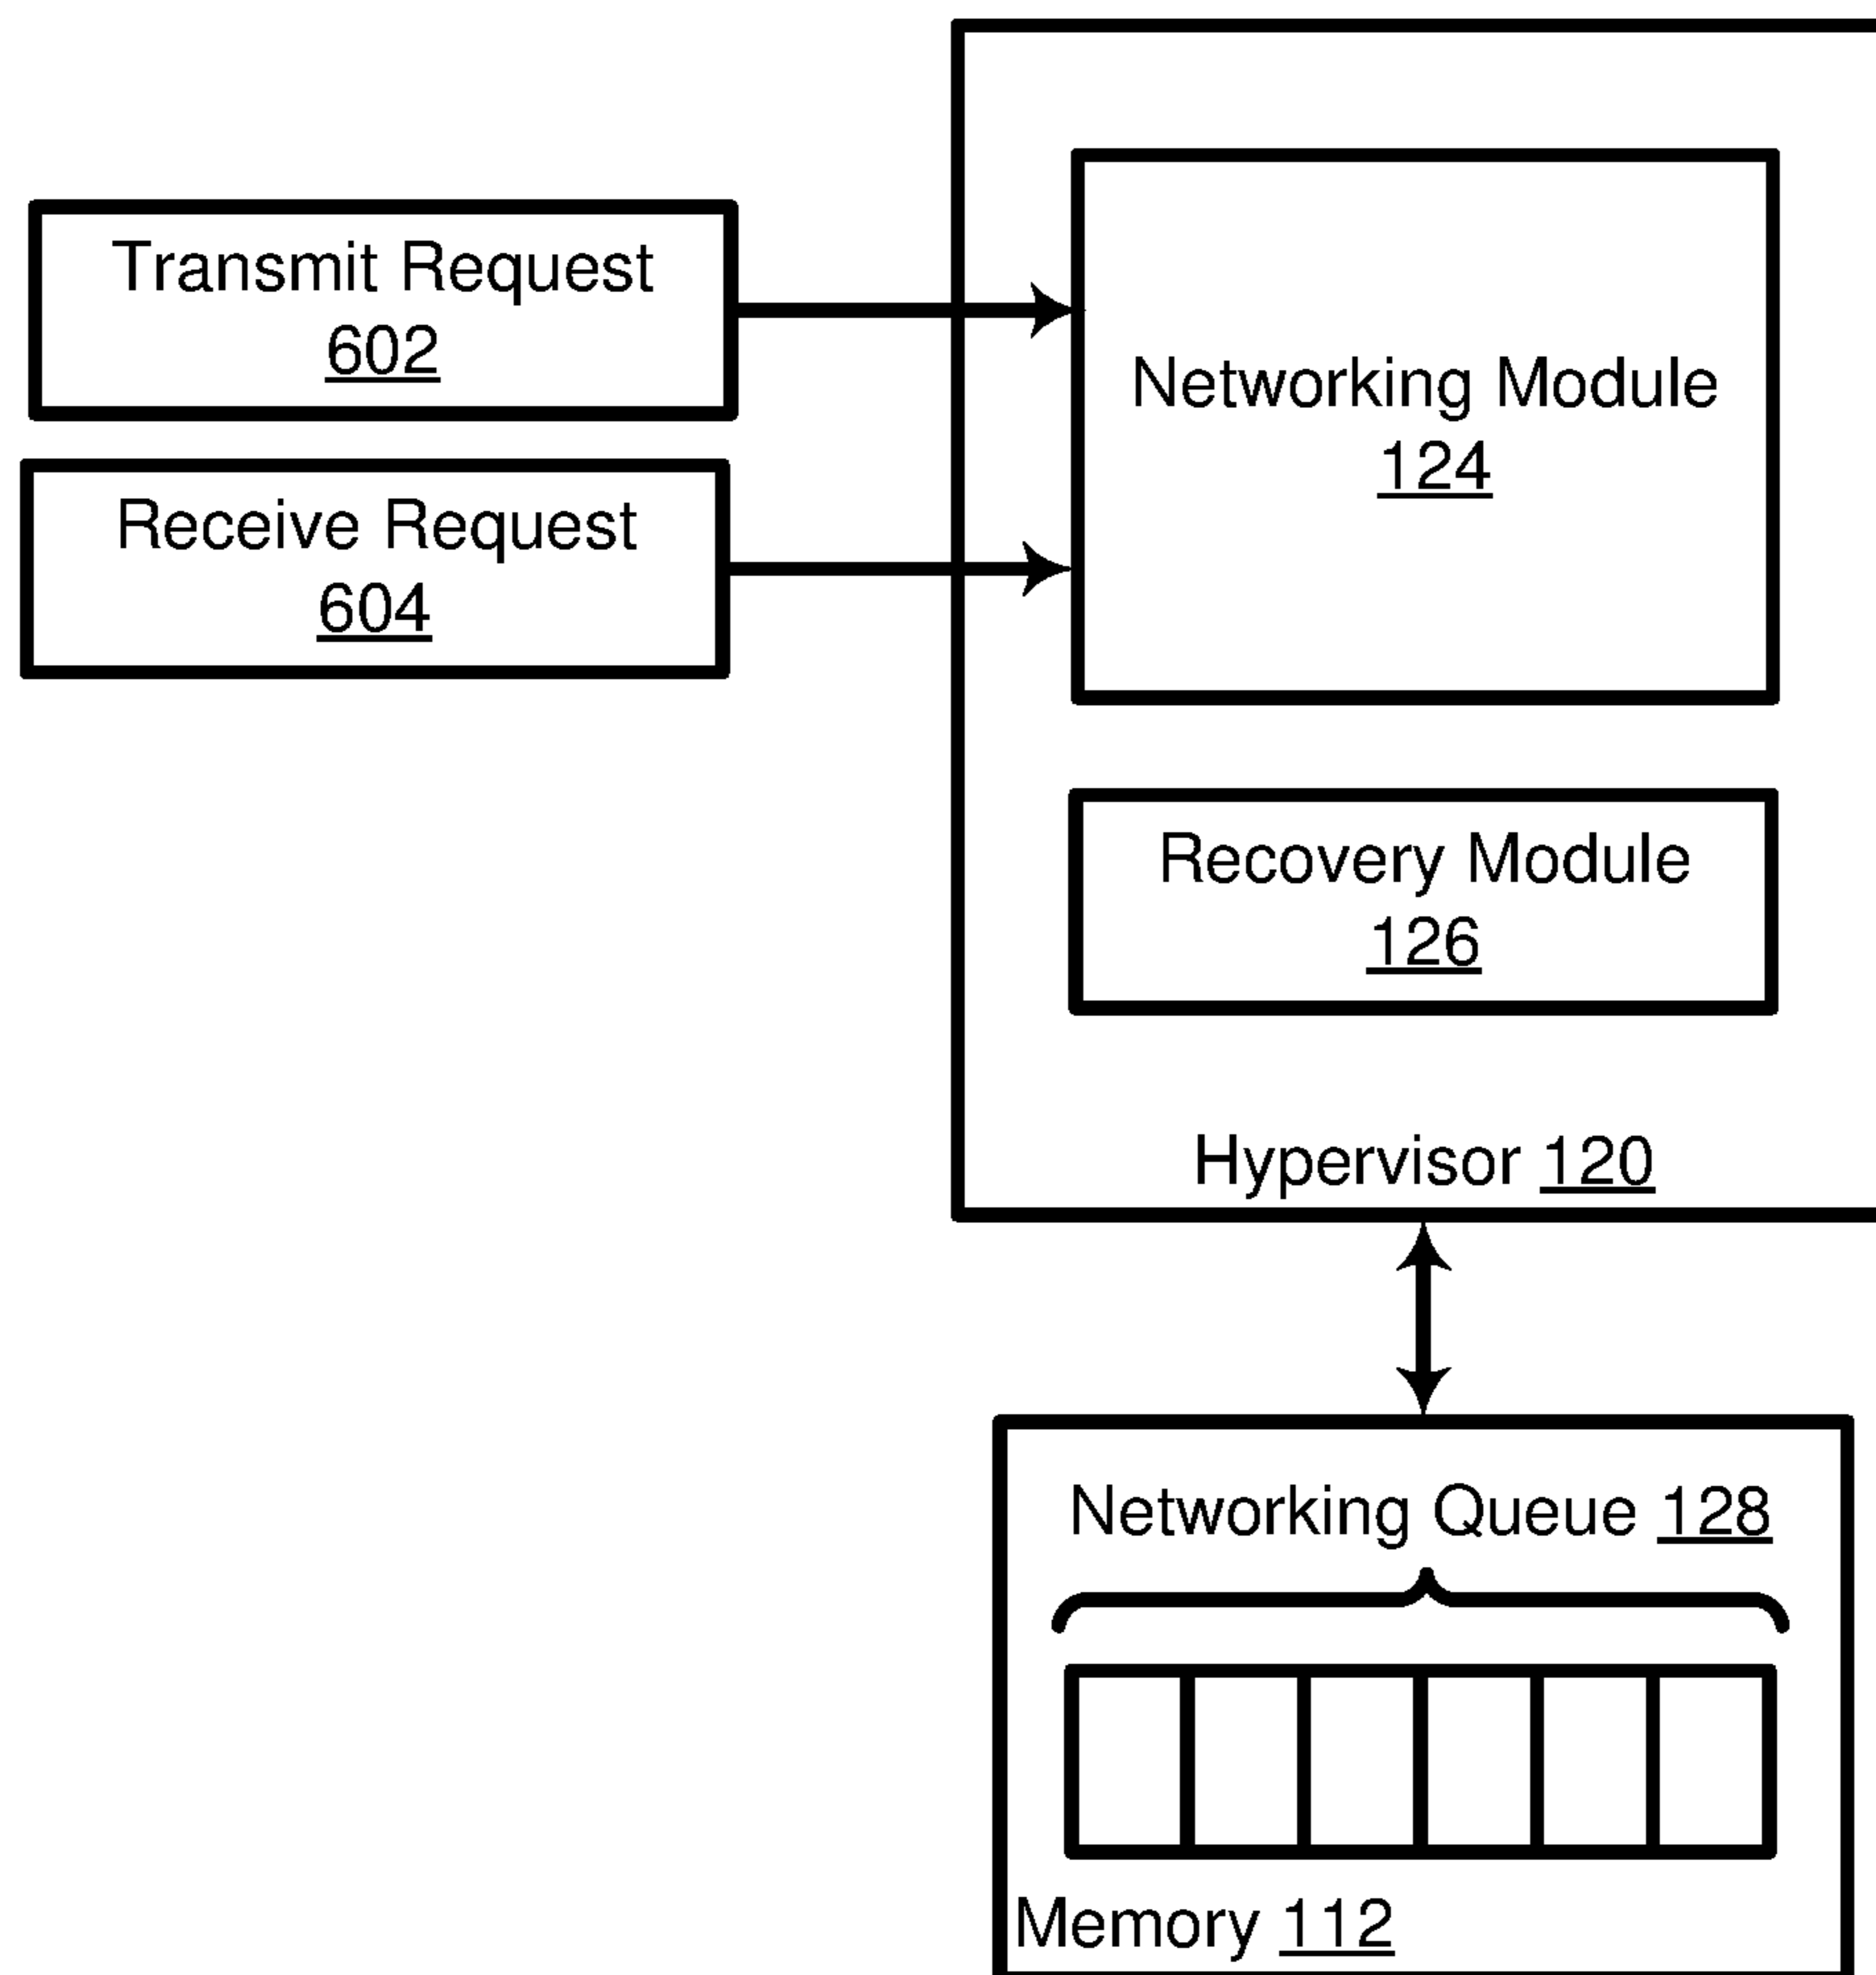 Transmit Request
602
Receive Request
604
Networking Module
124
Recovery Module
126
Hypervisor 120
Networking Queue 128
Memory 112